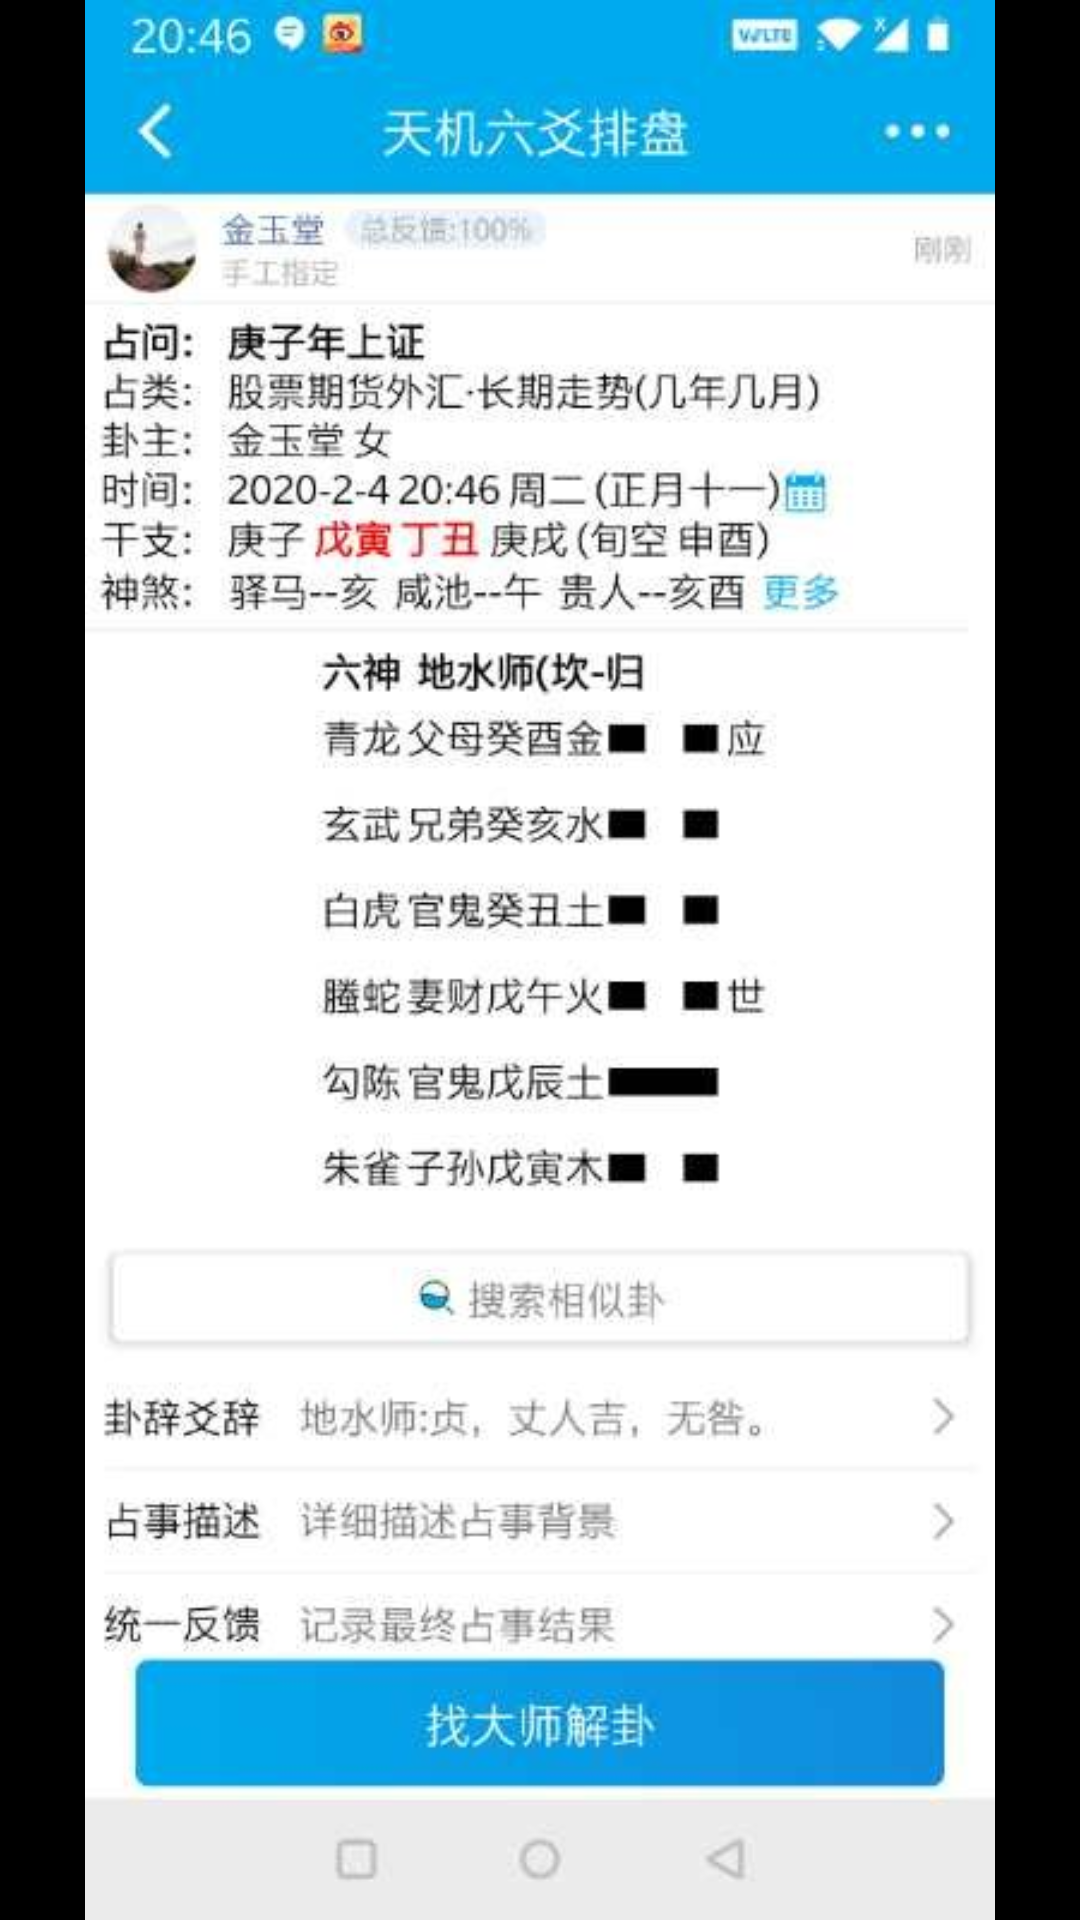 20:46 VoLTE x
天机六爻排盘
金玉堂 总反馈:100%
手工指定 刚刚
占问: 庚子年上证
占类: 股票期货外汇·长期走势(几年几月)
卦主: 金玉堂 女
时间: 2020-2-4 20:46 周二 (正月十一)
干支: 庚子 戊寅 丁丑 庚戌 (旬空 申酉)
神煞: 驿马--亥 咸池--午 贵人--亥酉 更多
六神 地水师(坎-归
青龙 父母癸酉金 应
玄武 兄弟癸亥水
白虎 官鬼癸丑土
螣蛇 妻财戊午火 世
勾陈 官鬼戊辰土
朱雀 子孙戊寅木
搜索相似卦
卦辞爻辞 地水师:贞，丈人吉，无咎。
占事描述 详细描述占事背景
统一反馈 记录最终占事结果
找大师解卦